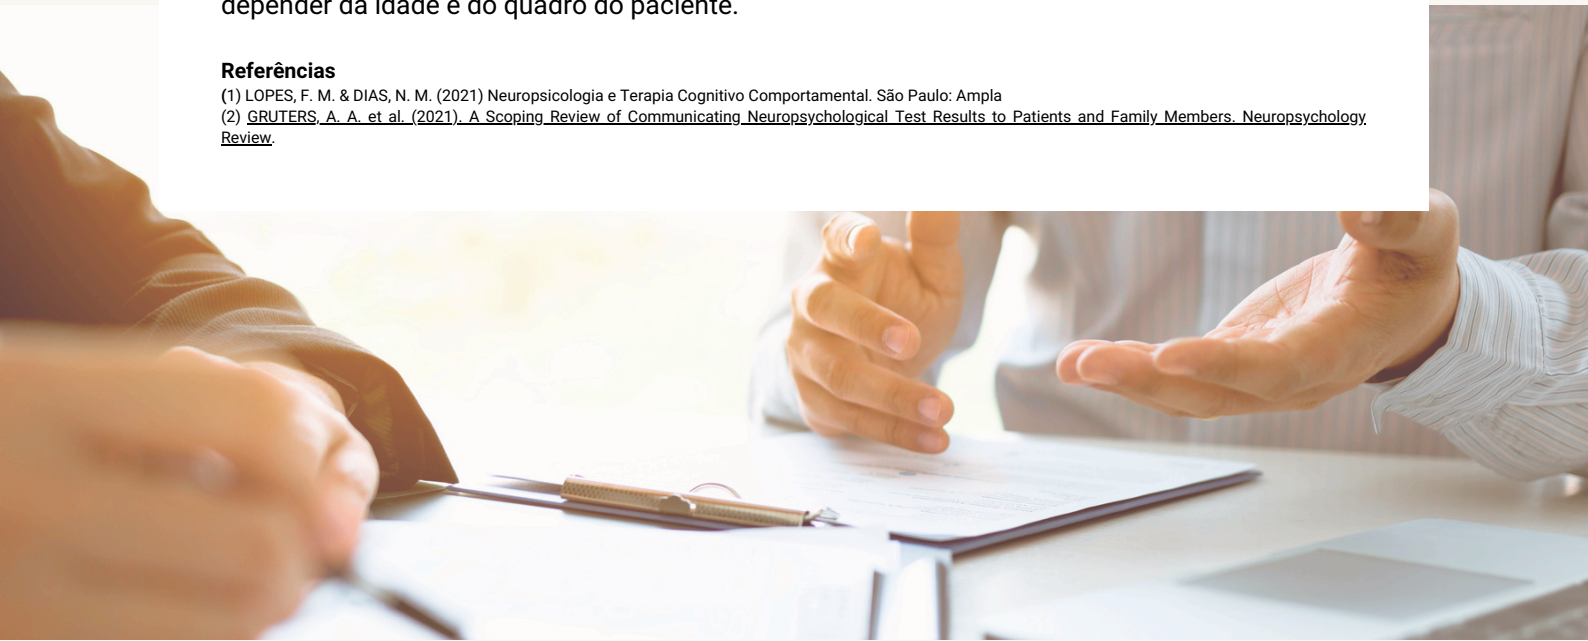 depender da idade e do quadro do paciente.
Referências
(1) LOPES, F. M. & DIAS, N. M. (2021) Neuropsicologia e Terapia Cognitivo Comportamental. São Paulo: Ampla
(2) GRUTERS, A. A. et al. (2021). A Scoping Review of Communicating Neuropsychological Test Results to Patients and Family Members. Neuropsychology
Review.